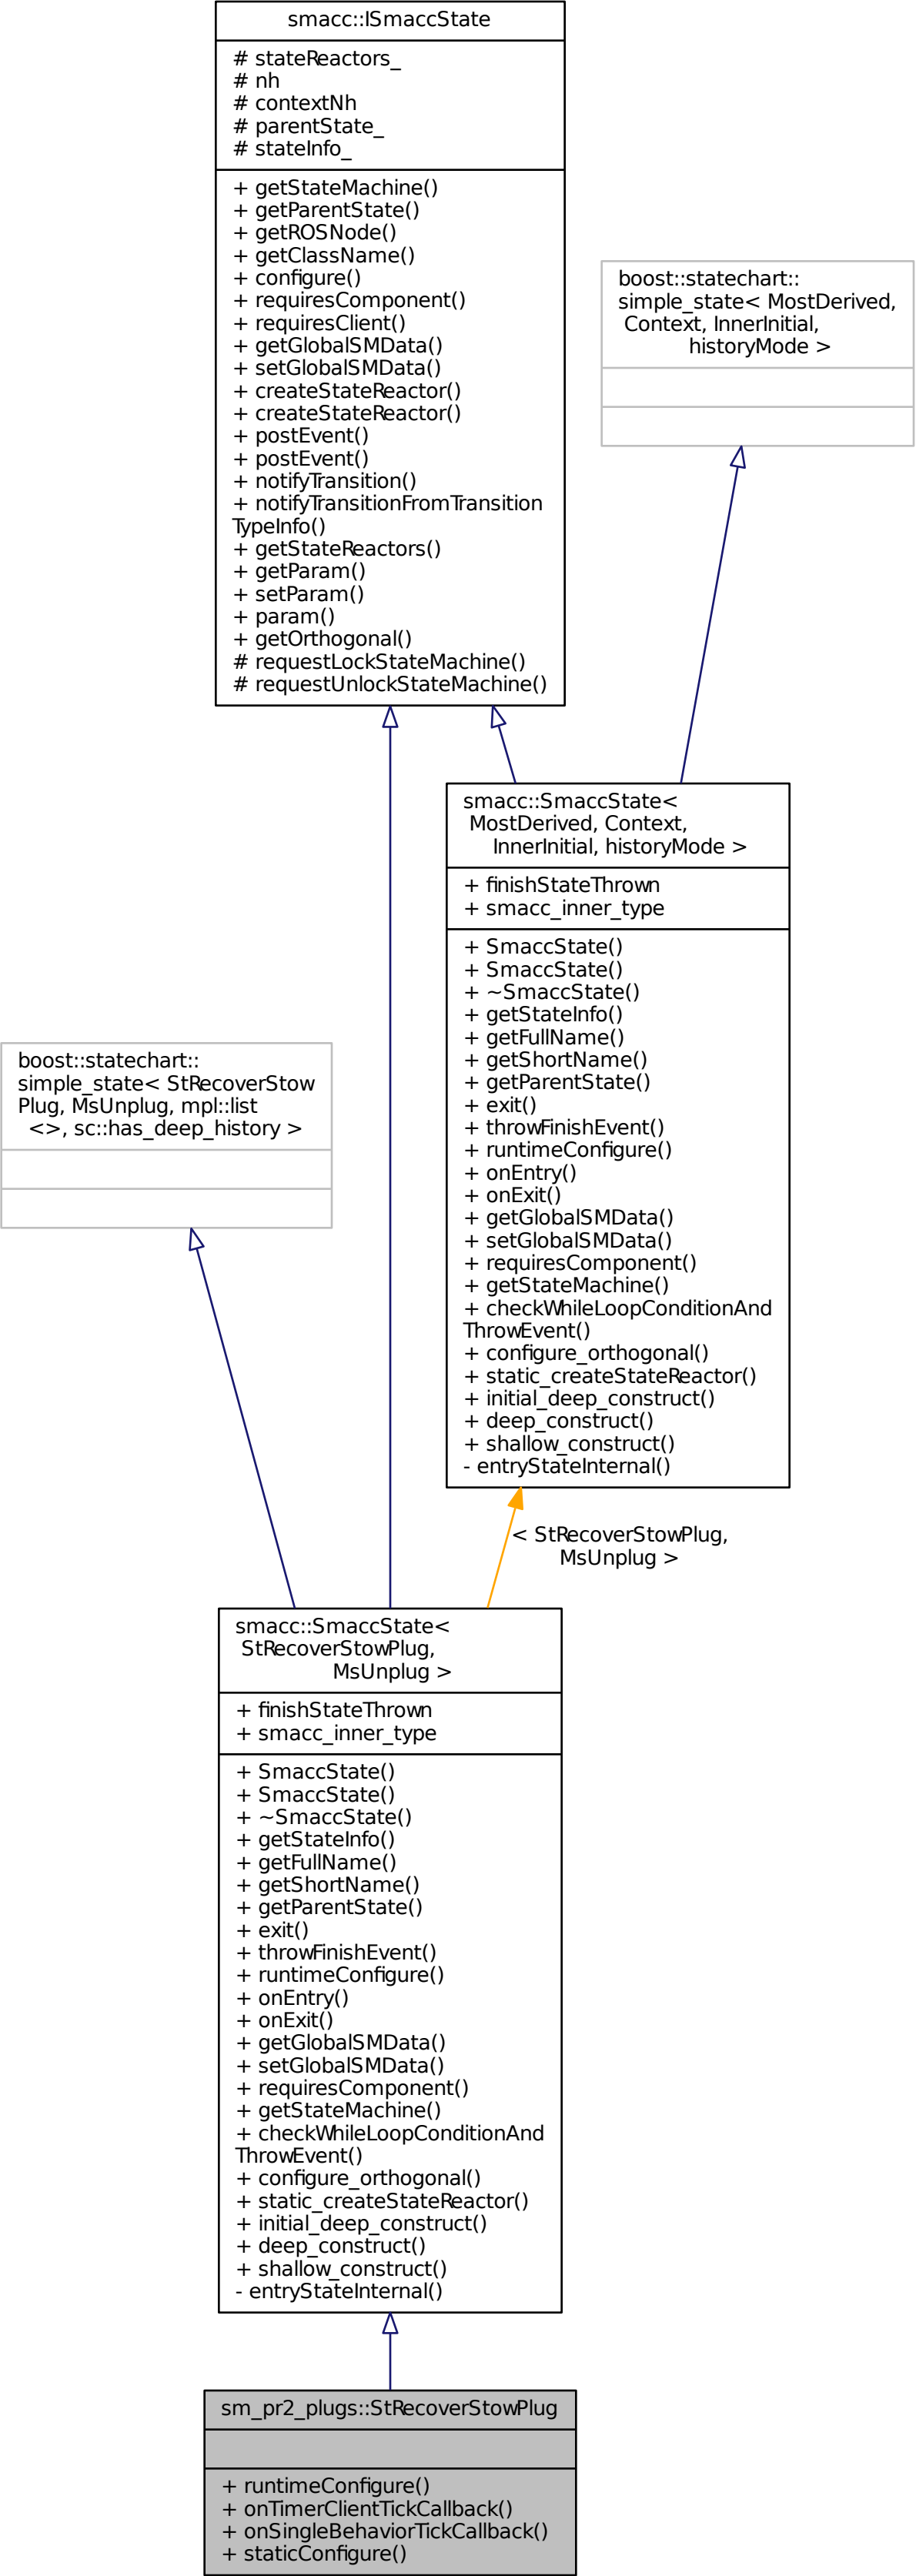 smacc::ISmaccState
# stateReactors_
# nh
# contextNh
# parentState_
# stateInfo_
+ getStateMachine()
+ getParentState()
+ getROSNode()
+ getClassName()
+ configure()
+ requiresComponent()
+ requiresClient()
+ getGlobalSMData()
+ setGlobalSMData()
+ createStateReactor()
+ createStateReactor()
+ postEvent()
+ postEvent()
+ notifyTransition()
+ notifyTransitionFromTransition
TypeInfo()
+ getStateReactors()
+ getParam()
+ setParam()
+ param()
+ getOrthogonal()
# requestLockStateMachine()
# requestUnlockStateMachine()
boost::statechart::
simple_state< MostDerived,
Context, InnerInitial,
historyMode >
smacc::SmaccState<
MostDerived, Context,
InnerInitial, historyMode >
+ finishStateThrown
+ smacc_inner_type
+ SmaccState()
+ SmaccState()
+ ~SmaccState()
+ getStateInfo()
+ getFullName()
+ getShortName()
+ getParentState()
+ exit()
+ throwFinishEvent()
+ runtimeConfigure()
+ onEntry()
+ onExit()
+ getGlobalSMData()
+ setGlobalSMData()
+ requiresComponent()
+ getStateMachine()
+ checkWhileLoopConditionAnd
ThrowEvent()
+ configure_orthogonal()
+ static_createStateReactor()
+ initial_deep_construct()
+ deep_construct()
+ shallow_construct()
- entryStateInternal()
boost::statechart::
simple_state< StRecoverStow
Plug, MsUnplug, mpl::list
<>, sc::has_deep_history >
< StRecoverStowPlug,
MsUnplug >
smacc::SmaccState<
StRecoverStowPlug,
MsUnplug >
+ finishStateThrown
+ smacc_inner_type
+ SmaccState()
+ SmaccState()
+ ~SmaccState()
+ getStateInfo()
+ getFullName()
+ getShortName()
+ getParentState()
+ exit()
+ throwFinishEvent()
+ runtimeConfigure()
+ onEntry()
+ onExit()
+ getGlobalSMData()
+ setGlobalSMData()
+ requiresComponent()
+ getStateMachine()
+ checkWhileLoopConditionAnd
ThrowEvent()
+ configure_orthogonal()
+ static_createStateReactor()
+ initial_deep_construct()
+ deep_construct()
+ shallow_construct()
- entryStateInternal()
sm_pr2_plugs::StRecoverStowPlug
+ runtimeConfigure()
+ onTimerClientTickCallback()
+ onSingleBehaviorTickCallback()
+ staticConfigure()